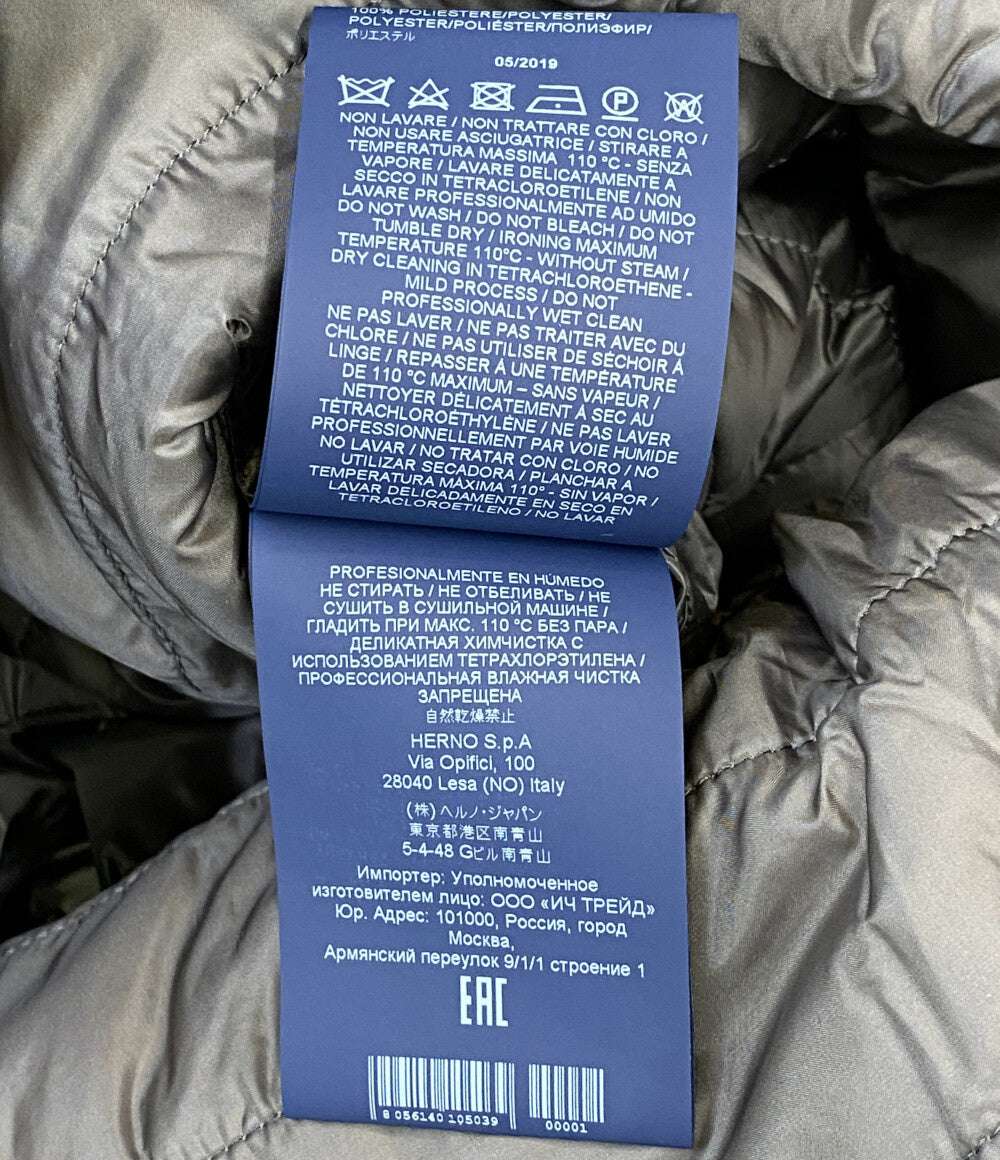 100% POLIESTERE/POLYESTER/
POLYESTER/POLIÉSTER/ПОЛИЭФИР/
ポリエステル
05/2019
P
W
NON LAVARE / NON TRATTARE CON CLORO /
NON USARE ASCIUGATRICE / STIRARE A
TEMPERATURA MASSIMA 110 °C - SENZA
VAPORE / LAVARE DELICATAMENTE A
SECCO IN TETRACLOROETILENE / NON
LAVARE PROFESSIONALMENTE AD UMIDO
DO NOT WASH / DO NOT BLEACH / DO NOT
TUMBLE DRY / IRONING MAXIMUM
TEMPERATURE 110°C - WITHOUT STEAM /
DRY CLEANING IN TETRACHLOROETHENE -
MILD PROCESS / DO NOT
PROFESSIONALLY WET CLEAN
NE PAS LAVER / NE PAS TRAITER AVEC DU
CHLORE / NE PAS UTILISER DE SÉCHOIR À
LINGE / REPASSER À UNE TEMPÉRATURE
DE 110 °C MAXIMUM – SANS VAPEUR /
NETTOYER DÉLICATEMENT À SEC AU
TÉTRACHLOROÉTHYLÈNE / NE PAS LAVER
PROFESSIONNELLEMENT PAR VOIE HUMIDE
NO LAVAR / NO TRATAR CON CLORO / NO
UTILIZAR SECADORA / PLANCHAR A
TEMPERATURA MÁXIMA 110° - SIN VAPOR /
LAVAR DELICADAMENTE EN SECO EN
TETRACLOROETILENO / NO LAVAR
PROFESIONALMENTE EN HÚMEDO
НЕ СТИРАТЬ / НЕ ОТБЕЛИВАТЬ / НЕ
СУШИТЬ В СУШИЛЬНОЙ МАШИНЕ /
ГЛАДИТЬ ПРИ МАКС. 110 °C БЕЗ ПАРА /
ДЕЛИКАТНАЯ ХИМЧИСТКА С
ИСПОЛЬЗОВАНИЕМ ТЕТРАХЛОРЭТИЛЕНА /
ПРОФЕССИОНАЛЬНАЯ ВЛАЖНАЯ ЧИСТКА
ЗАПРЕЩЕНА
自然乾燥禁止
HERNO S.p.A
Via Opifici, 100
28040 Lesa (NO) Italy
(株)ヘルノ・ジャパン
東京都港区南青山
5-4-48 Gビル南青山
Импортер: Уполномоченное
изготовителем лицо: ООО «ИЧ ТРЕЙД»
Юр. Адрес: 101000, Россия, город
Москва,
Армянский переулок 9/1/1 строение 1
EAC
8 056140 105039
00001